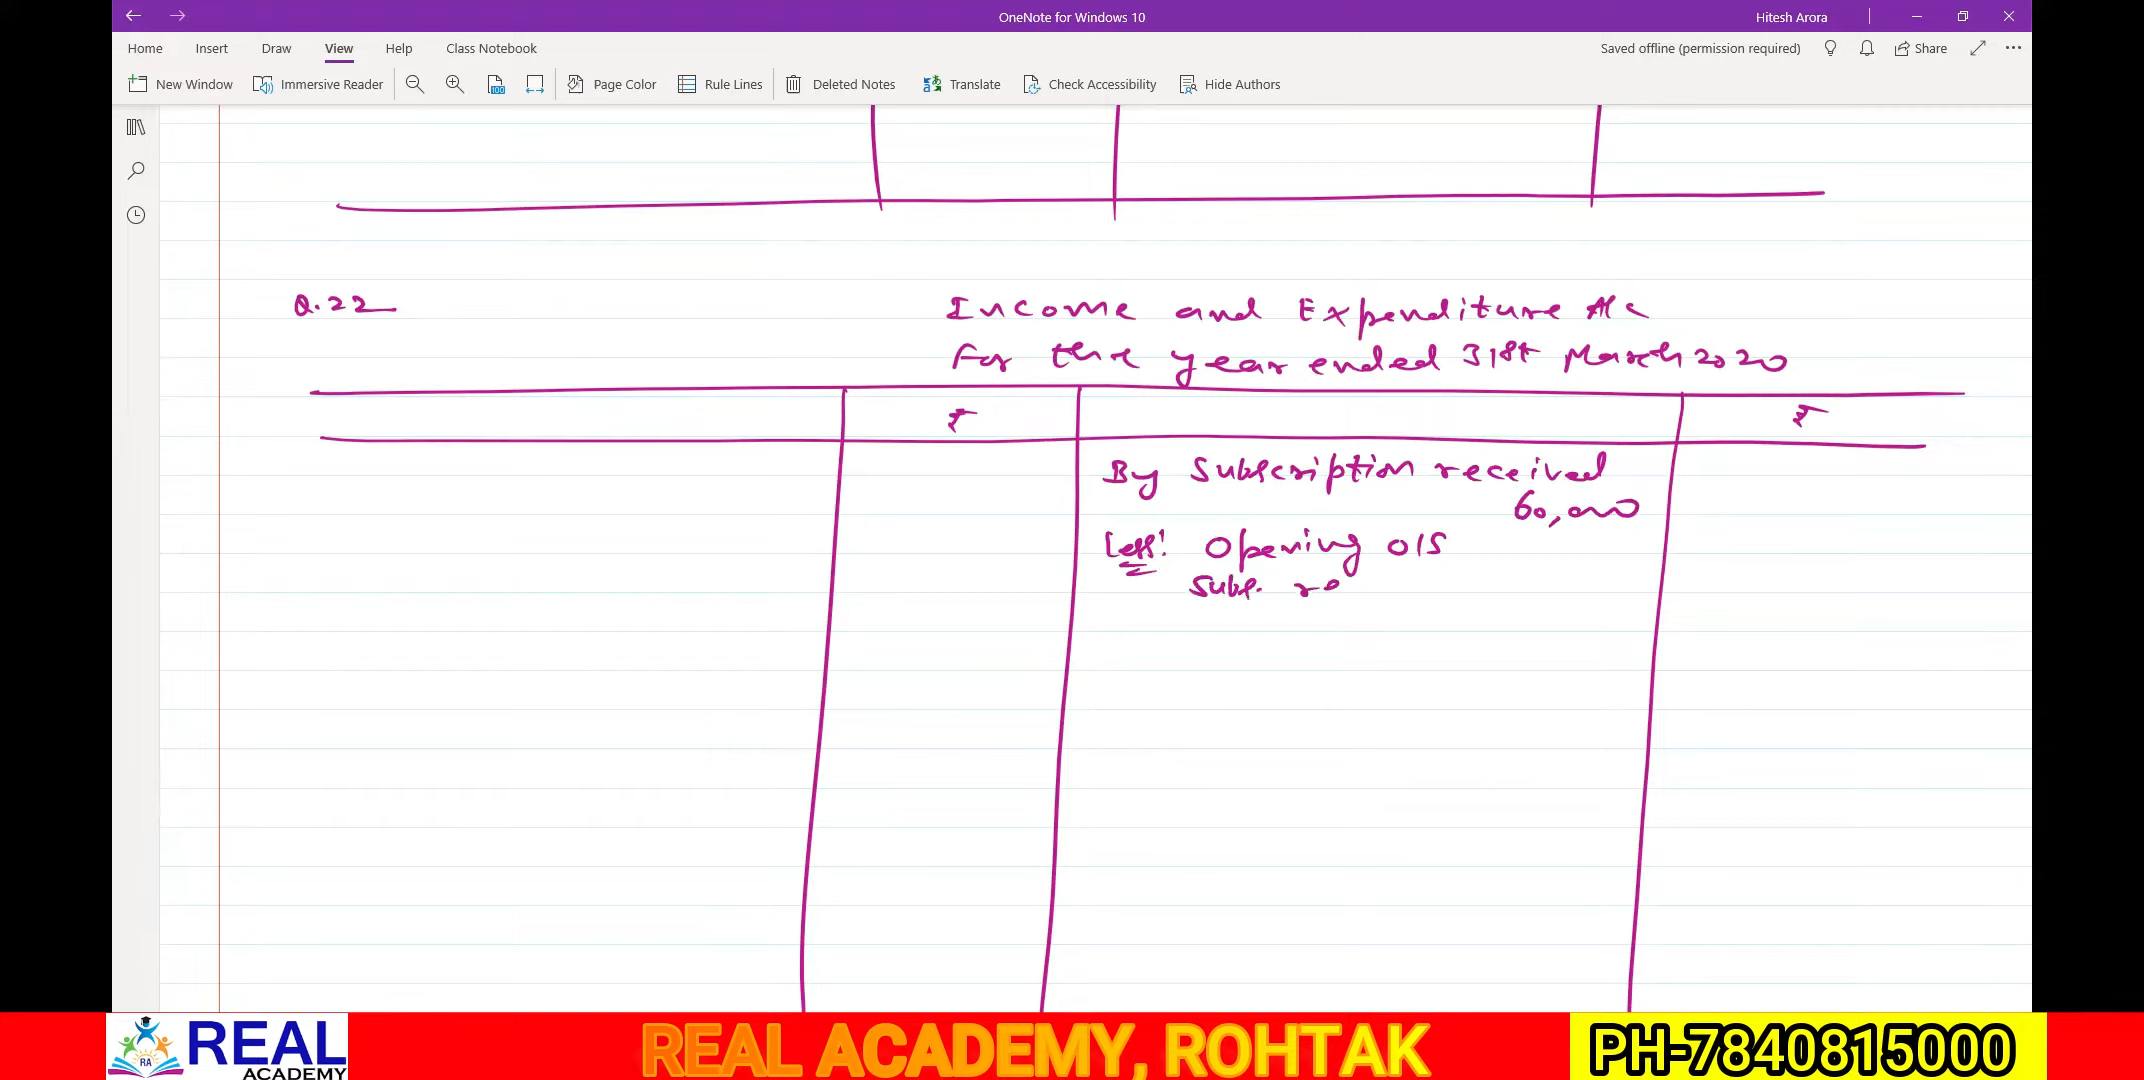 OneNote for Windows 10
Hitesh Arora
Home Insert Draw View Help Class Notebook
Saved offline (permission required) Share
New Window Immersive Reader 100 Page Color Rule Lines Deleted Notes Translate Check Accessibility Hide Authors
Q.22
Income and Expenditure A/c
For the year ended 31st March 2020
₹ ₹
By Subscription received
60,000
Less: Opening O/S
Subs. re
RA
REAL
ACADEMY
REAL ACADEMY, ROHTAK
PH-7840815000